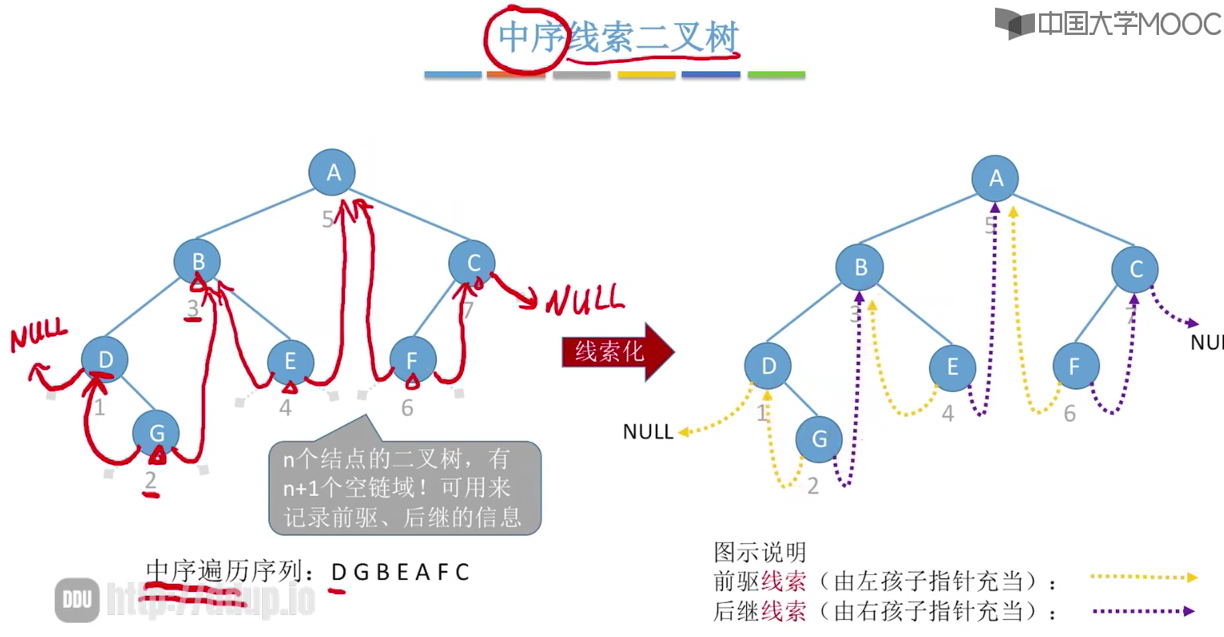 中序线索二叉树
中国大学MOOC
A
5
B
3
C
7
NULL
NULL
D
1
E
4
F
6
G
2
线索化
n个结点的二叉树，有
n+1个空链域！可用来
记录前驱、后继的信息
中序遍历序列：D G B E A F C
DDU
http://adup.io
A
5
B
3
C
7
NUL
D
1
E
4
F
6
NULL
G
2
图示说明
前驱线索（由左孩子指针充当）：
后继线索（由右孩子指针充当）：